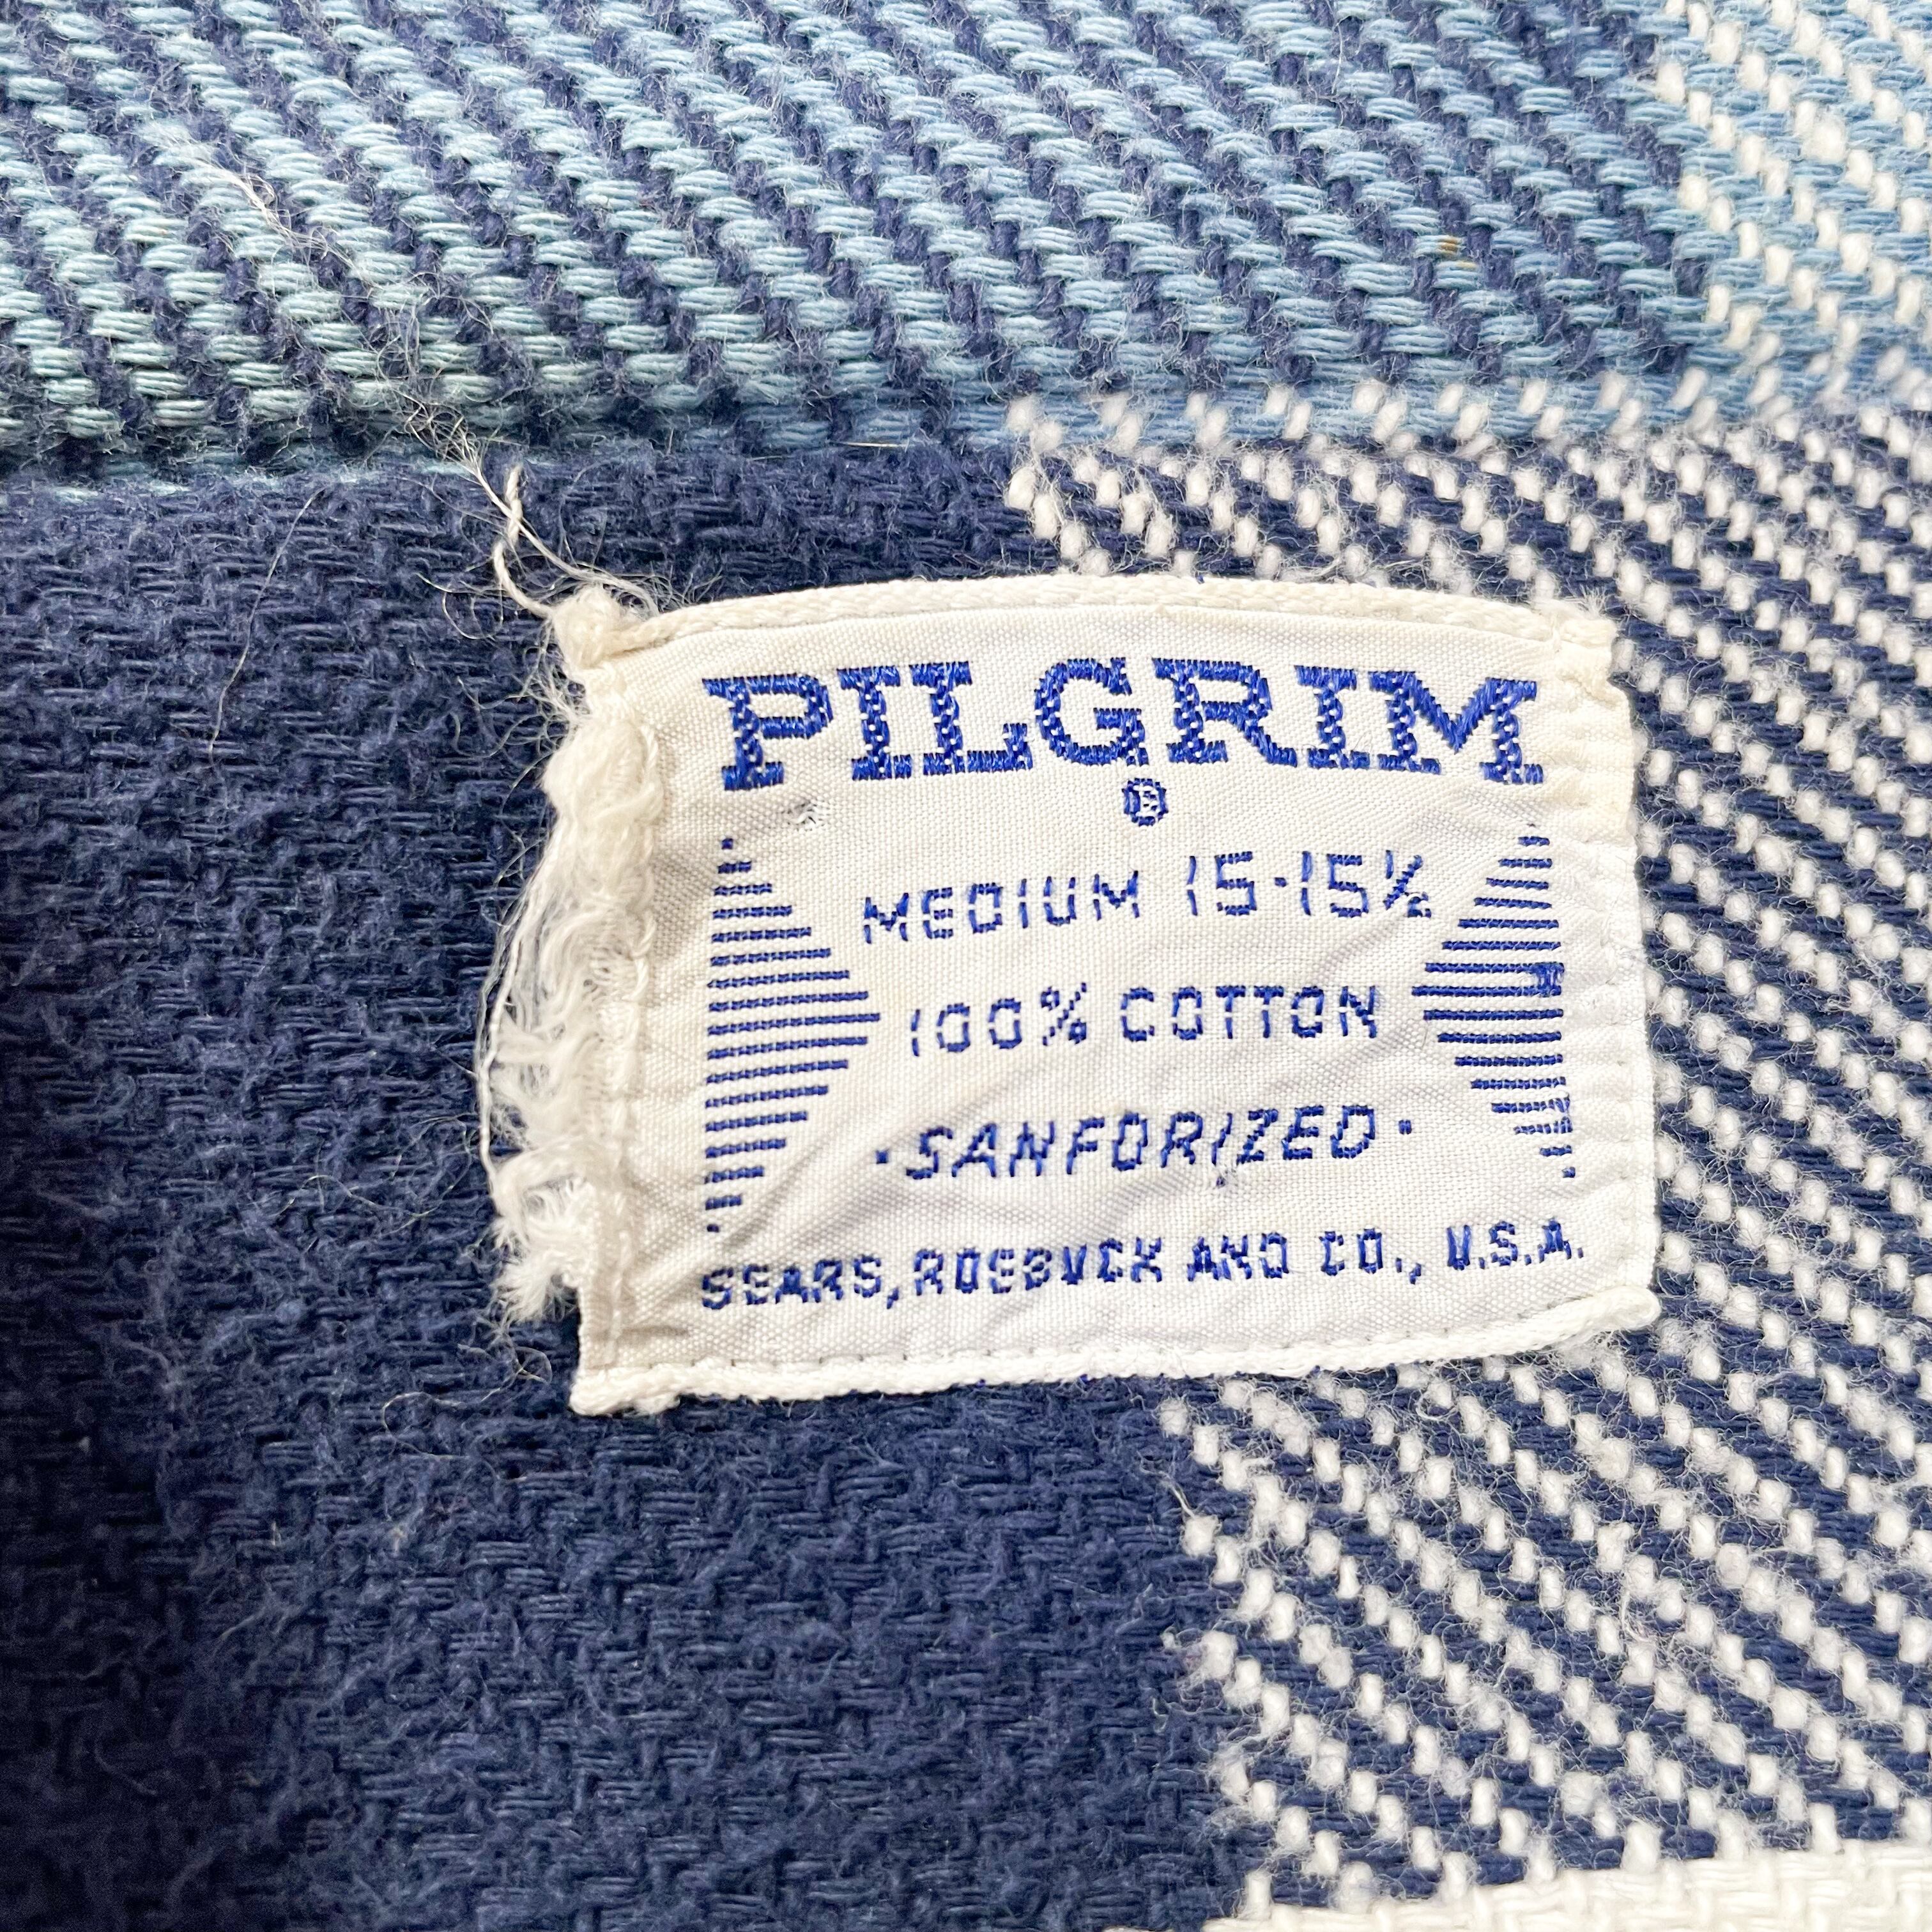 PILGRIM
®
MEDIUM 15·15½
100% COTTON
·SANFORIZED·
SEARS, ROEBUCK AND CO., U.S.A.